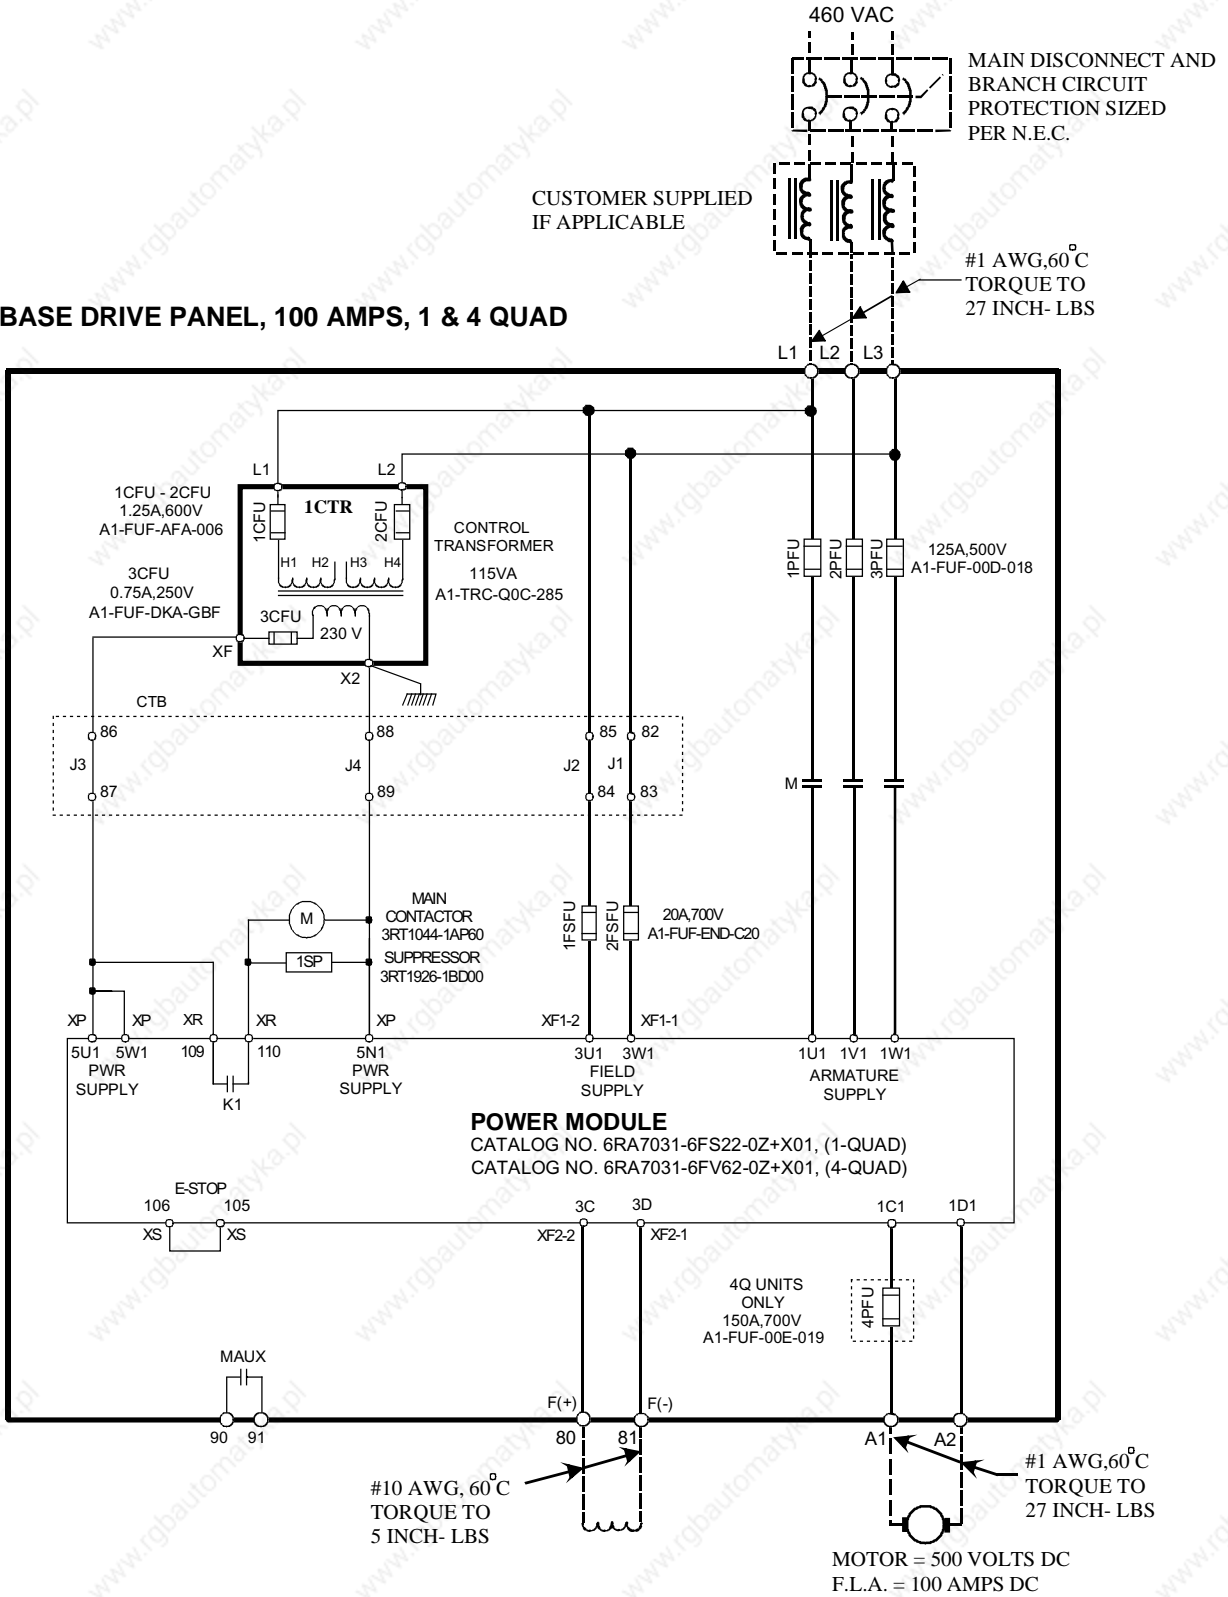 460 VAC
MAIN DISCONNECT AND
BRANCH CIRCUIT
PROTECTION SIZED
PER N.E.C.
CUSTOMER SUPPLIED
IF APPLICABLE
#1 AWG,60°C
TORQUE TO
27 INCH- LBS
BASE DRIVE PANEL, 100 AMPS, 1 & 4 QUAD
L1 L2 L3
L1 L2
1CFU - 2CFU
1.25A,600V
A1-FUF-AFA-006
1CTR
1CFU
2CFU
CONTROL
TRANSFORMER
115VA
A1-TRC-Q0C-285
H1 H2 H3 H4
3CFU
0.75A,250V
A1-FUF-DKA-GBF
3CFU
230 V
XF
X2
1PFU
2PFU
3PFU
125A,500V
A1-FUF-00D-018
CTB
86 88 85 82
J3 J4 J2 J1
87 89 84 83
M
M
MAIN
CONTACTOR
3RT1044-1AP60
1SP
SUPPRESSOR
3RT1926-1BD00
1FSFU
2FSFU
20A,700V
A1-FUF-END-C20
XP XP XR XR XP XF1-2 XF1-1
5U1 5W1 109 110 5N1 3U1 3W1 1U1 1V1 1W1
PWR
SUPPLY
K1
PWR
SUPPLY
FIELD
SUPPLY
ARMATURE
SUPPLY
POWER MODULE
CATALOG NO. 6RA7031-6FS22-0Z+X01, (1-QUAD)
CATALOG NO. 6RA7031-6FV62-0Z+X01, (4-QUAD)
E-STOP
106 105
XS XS
3C 3D 1C1 1D1
XF2-2 XF2-1
4Q UNITS
ONLY
150A,700V
A1-FUF-00E-019
4PFU
MAUX
90 91
F(+) F(-)
80 81
A1 A2
#10 AWG, 60°C
TORQUE TO
5 INCH- LBS
#1 AWG,60°C
TORQUE TO
27 INCH- LBS
MOTOR = 500 VOLTS DC
F.L.A. = 100 AMPS DC
www.rgbautomatyka.pl